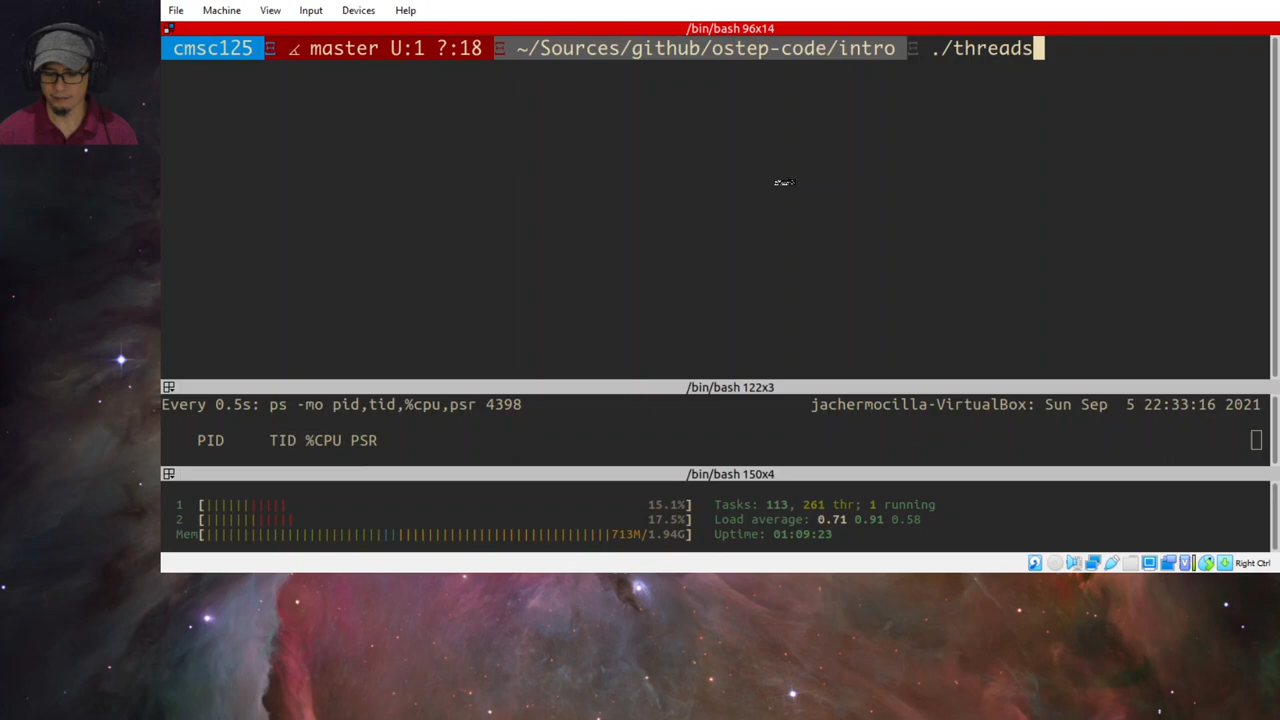 File Machine View Input Devices Help
/bin/bash 96x14
cmsc125 master U:1 ?:18 ~/Sources/github/ostep-code/intro ./threads
/bin/bash 122x3
Every 0.5s: ps -mo pid,tid,%cpu,psr 4398 jachermocilla-VirtualBox: Sun Sep 5 22:33:16 2021
PID TID %CPU PSR
/bin/bash 150x4
1 [||||||||||| 15.1%] Tasks: 113, 261 thr; 1 running
2 [|||||||||||| 17.5%] Load average: 0.71 0.91 0.58
Mem[||||||||||||||||||||||||||||||||||||||||||||||||||||||713M/1.94G] Uptime: 01:09:23
Right Ctrl